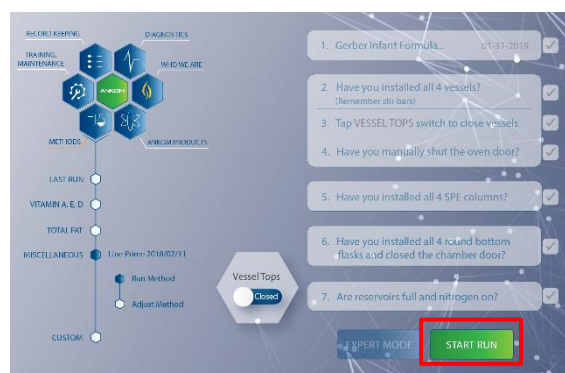 RECORD KEEPING
DIAGNOSTICS
TRAINING,
MAINTENANCE
WHO WE ARE
ANKOM
METHODS
ANKOM PRODUCTS
LAST RUN
VITAMIN A, E, D
TOTAL FAT
MISCELLANEOUS
Line Prime 2018/02/11
Run Method
Adjust Method
CUSTOM
Vessel Tops
Closed
1. Gerber Infant Formula... 01-31-2019
2. Have you installed all 4 vessels?
(Remember stir bars)
3. Tap VESSEL TOPS switch to close vessels
4. Have you manually shut the oven door?
5. Have you installed all 4 SPE columns?
6. Have you installed all 4 round bottom
flasks and closed the chamber door?
7. Are reservoirs full and nitrogen on?
EXPERT MODE
START RUN